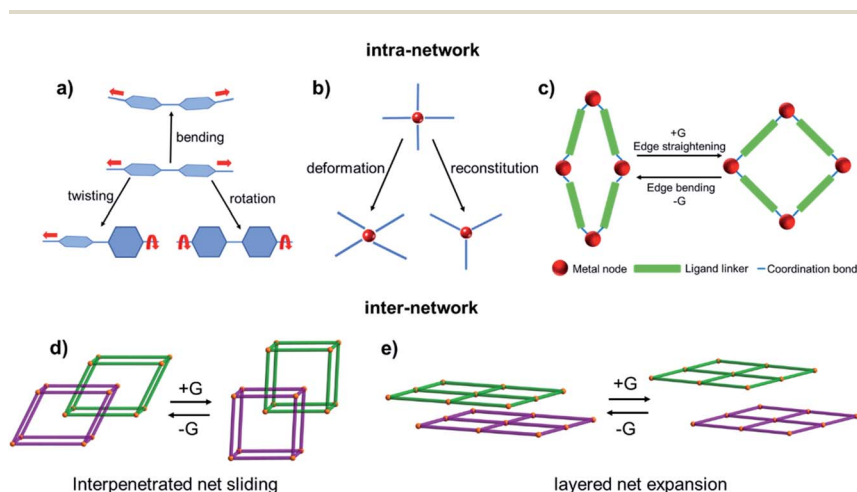 intra-network
a)
bending
twisting
rotation
b)
deformation
reconstitution
c)
+G
Edge straightening
Edge bending
-G
Metal node
Ligand linker
Coordination bond
inter-network
d)
+G
-G
Interpenetrated net sliding
e)
+G
-G
layered net expansion